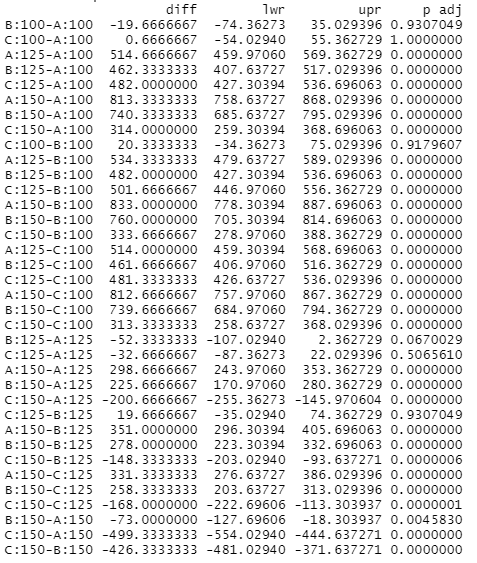 diff lwr upr p adj
B:100-A:100 -19.6666667 -74.36273 35.029396 0.9307049
C:100-A:100 0.6666667 -54.02940 55.362729 1.0000000
A:125-A:100 514.6666667 459.97060 569.362729 0.0000000
B:125-A:100 462.3333333 407.63727 517.029396 0.0000000
C:125-A:100 482.0000000 427.30394 536.696063 0.0000000
A:150-A:100 813.3333333 758.63727 868.029396 0.0000000
B:150-A:100 740.3333333 685.63727 795.029396 0.0000000
C:150-A:100 314.0000000 259.30394 368.696063 0.0000000
C:100-B:100 20.3333333 -34.36273 75.029396 0.9179607
A:125-B:100 534.3333333 479.63727 589.029396 0.0000000
B:125-B:100 482.0000000 427.30394 536.696063 0.0000000
C:125-B:100 501.6666667 446.97060 556.362729 0.0000000
A:150-B:100 833.0000000 778.30394 887.696063 0.0000000
B:150-B:100 760.0000000 705.30394 814.696063 0.0000000
C:150-B:100 333.6666667 278.97060 388.362729 0.0000000
A:125-C:100 514.0000000 459.30394 568.696063 0.0000000
B:125-C:100 461.6666667 406.97060 516.362729 0.0000000
C:125-C:100 481.3333333 426.63727 536.029396 0.0000000
A:150-C:100 812.6666667 757.97060 867.362729 0.0000000
B:150-C:100 739.6666667 684.97060 794.362729 0.0000000
C:150-C:100 313.3333333 258.63727 368.029396 0.0000000
B:125-A:125 -52.3333333 -107.02940 2.362729 0.0670029
C:125-A:125 -32.6666667 -87.36273 22.029396 0.5065610
A:150-A:125 298.6666667 243.97060 353.362729 0.0000000
B:150-A:125 225.6666667 170.97060 280.362729 0.0000000
C:150-A:125 -200.6666667 -255.36273 -145.970604 0.0000000
C:125-B:125 19.6666667 -35.02940 74.362729 0.9307049
A:150-B:125 351.0000000 296.30394 405.696063 0.0000000
B:150-B:125 278.0000000 223.30394 332.696063 0.0000000
C:150-B:125 -148.3333333 -203.02940 -93.637271 0.0000006
A:150-C:125 331.3333333 276.63727 386.029396 0.0000000
B:150-C:125 258.3333333 203.63727 313.029396 0.0000000
C:150-C:125 -168.0000000 -222.69606 -113.303937 0.0000001
B:150-A:150 -73.0000000 -127.69606 -18.303937 0.0045830
C:150-A:150 -499.3333333 -554.02940 -444.637271 0.0000000
C:150-B:150 -426.3333333 -481.02940 -371.637271 0.0000000